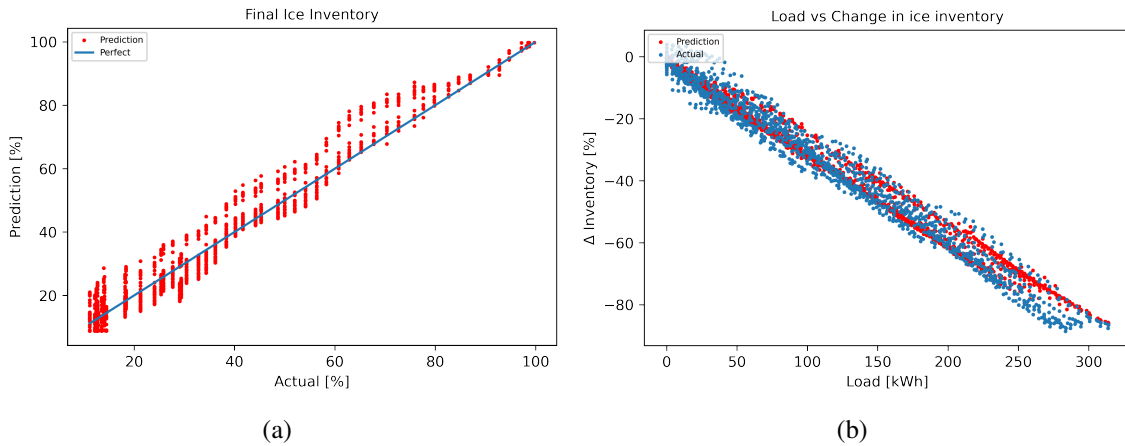 Final Ice Inventory
Prediction
Perfect
100
80
60
40
20
Prediction [%]
20
40
60
80
100
Actual [%]
(a)
Load vs Change in ice inventory
Prediction
Actual
0
−20
−40
−60
−80
Δ Inventory [%]
0
50
100
150
200
250
300
Load [kWh]
(b)